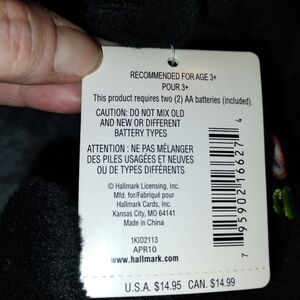 RECOMMENDED FOR AGE 3+
POUR 3+
This product requires two (2) AA batteries (included).
CAUTION: DO NOT MIX OLD
AND NEW OR DIFFERENT
BATTERY TYPES
ATTENTION : NE PAS MÉLANGER
DES PILES USAGÉES ET NEUVES
OU DE TYPES DIFFÉRENTS
© Hallmark Licensing, Inc.
Mfd. for/Fabriqué pour
Hallmark Cards, Inc.
Kansas City, MO 64141
Made in China
1KID2113
APR10
www.hallmark.com
7 95902 16627 4
U.S.A. $14.95 CAN. $14.99